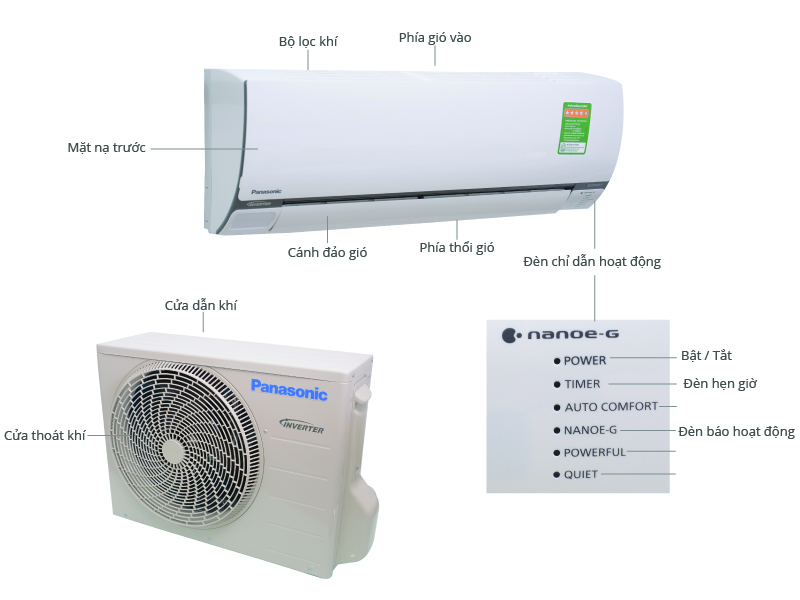 Bộ lọc khí
Phía gió vào
Mặt nạ trước
Panasonic
INVERTER
Cánh đảo gió
Phía thổi gió
Đèn chỉ dẫn hoạt động
Cửa dẫn khí
Panasonic
INVERTER
Cửa thoát khí
nanoe-G
POWER
Bật / Tắt
TIMER
Đèn hẹn giờ
AUTO COMFORT
NANOE-G
Đèn báo hoạt động
POWERFUL
QUIET